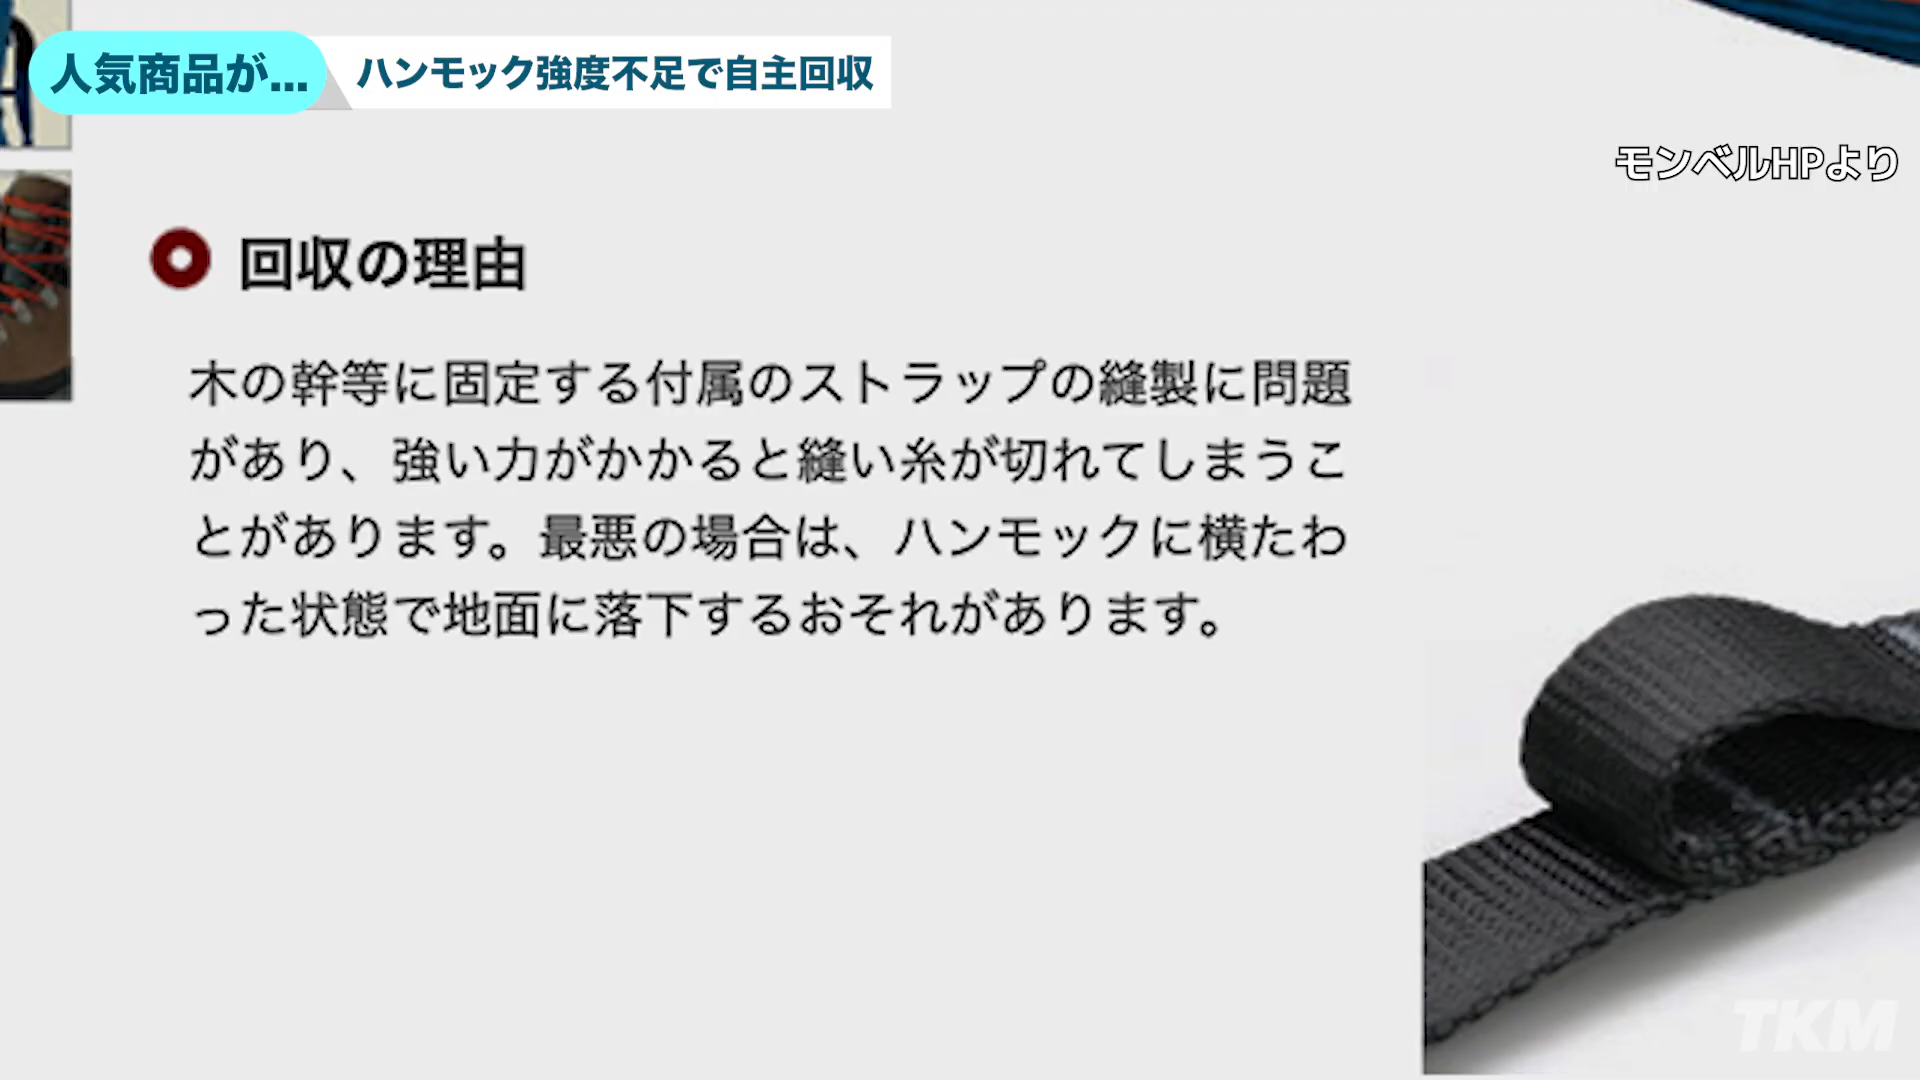 人気商品が...
ハンモック強度不足で自主回収
モンベルHPより
回収の理由
木の幹等に固定する付属のストラップの縫製に問題
があり、強い力がかかると縫い糸が切れてしまうこ
とがあります。最悪の場合は、ハンモックに横たわ
った状態で地面に落下するおそれがあります。
TKM